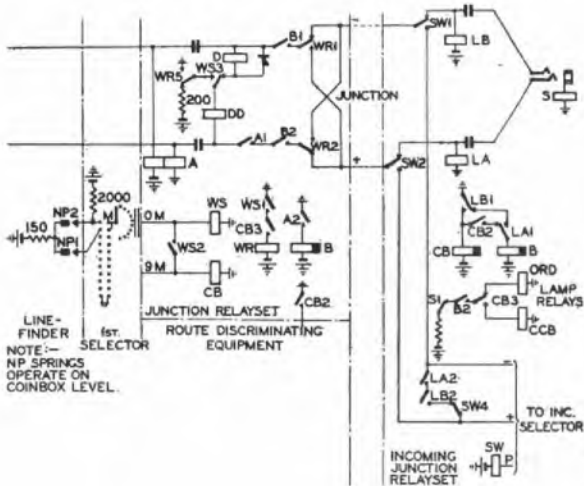 B1
SW1
LB
WR1
D
WS3
WR5
200
DD
JUNCTION
S
A1
B2
WR2
SW2
A
LA
2000
NP2
150
NP1
M
0M
WS
WS1
CB3
WR
A2
B
WS2
9M
CB
CB2
LB1
CB2
LA1
CB
B
ORD
LAMP
RELAYS
S1
B2
CB3
CCB
LINE-
FINDER
1ST.
SELECTOR
JUNCTION RELAYSET
ROUTE DISCRIMINATING
EQUIPMENT
NOTE:—
NP SPRINGS
OPERATE ON
COINBOX LEVEL.
LA2
LB2
SW4
–
+
TO INC.
SELECTOR
SW
P
INCOMING
JUNCTION
RELAYSET
–
+